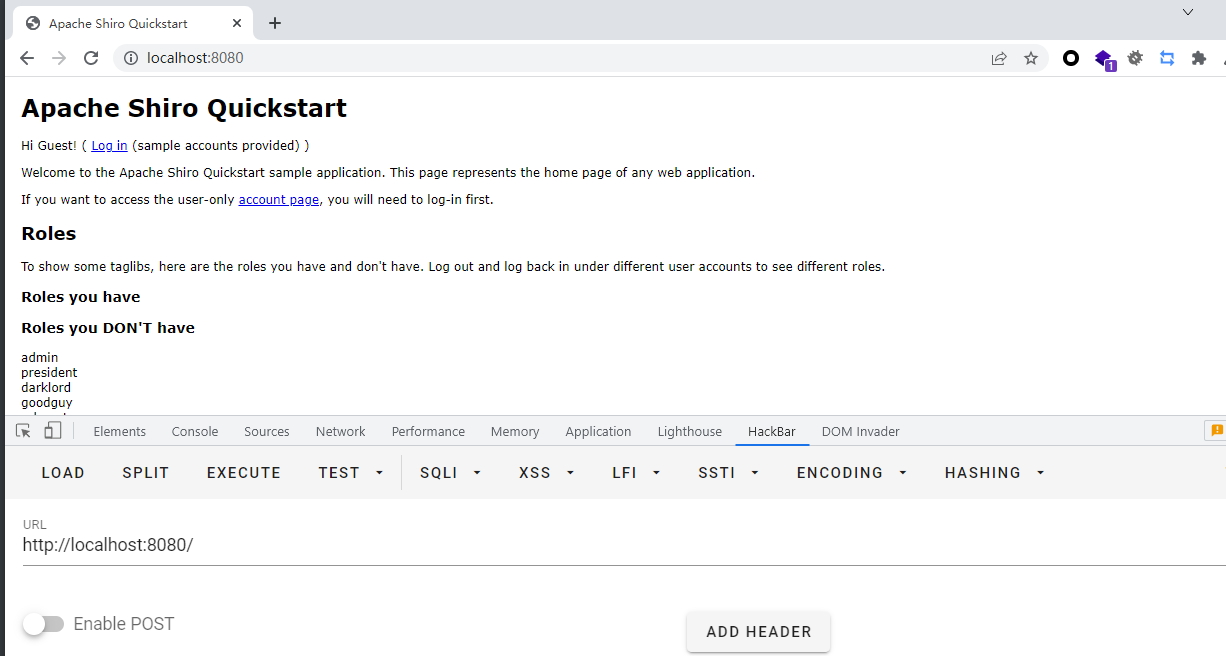 Apache Shiro Quickstart
localhost:8080
1
Apache Shiro Quickstart
Hi Guest! ( Log in (sample accounts provided) )
Welcome to the Apache Shiro Quickstart sample application. This page represents the home page of any web application.
If you want to access the user-only account page, you will need to log-in first.
Roles
To show some taglibs, here are the roles you have and don't have. Log out and log back in under different user accounts to see different roles.
Roles you have
Roles you DON'T have
admin
president
darklord
goodguy
Elements Console Sources Network Performance Memory Application Lighthouse HackBar DOM Invader
LOAD SPLIT EXECUTE TEST SQLI XSS LFI SSTI ENCODING HASHING
URL
http://localhost:8080/
Enable POST
ADD HEADER